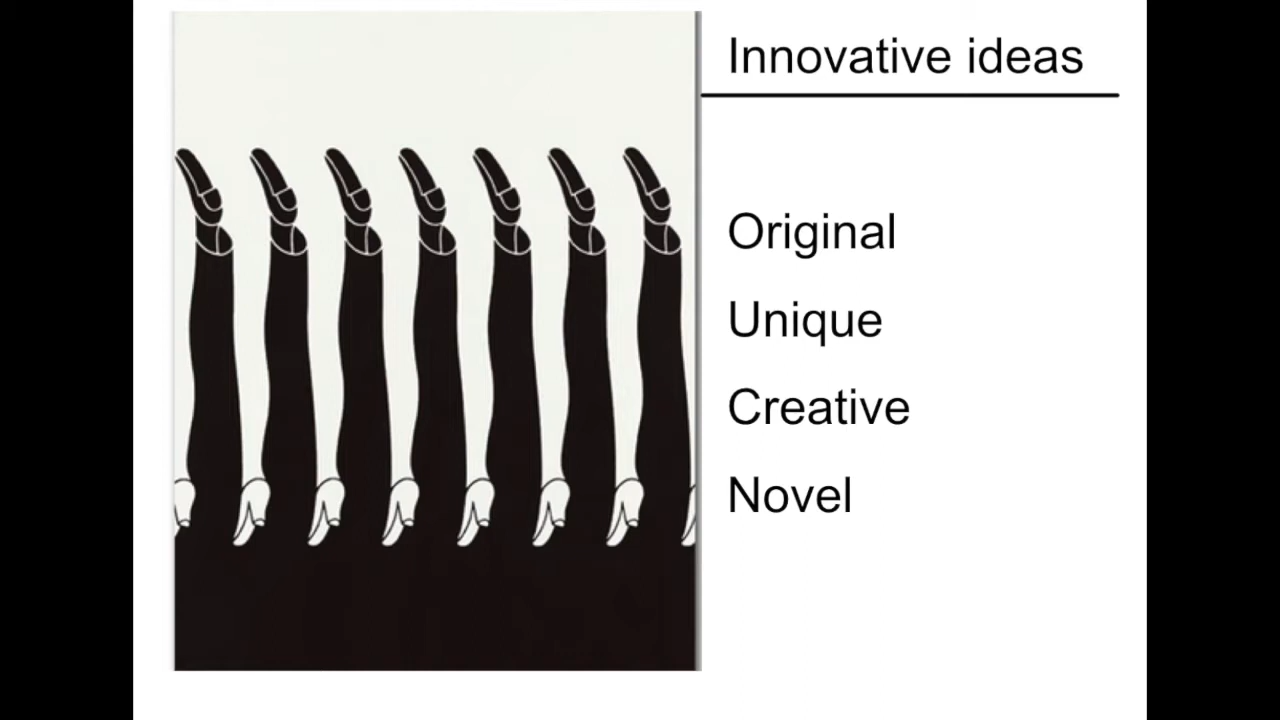 Innovative ideas
Original
Unique
Creative
Novel